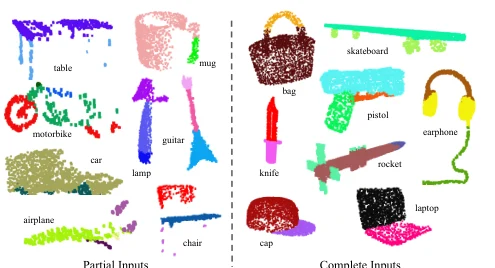 table
mug
motorbike
guitar
car
lamp
airplane
chair
Partial Inputs
bag
skateboard
pistol
earphone
knife
rocket
laptop
cap
Complete Inputs